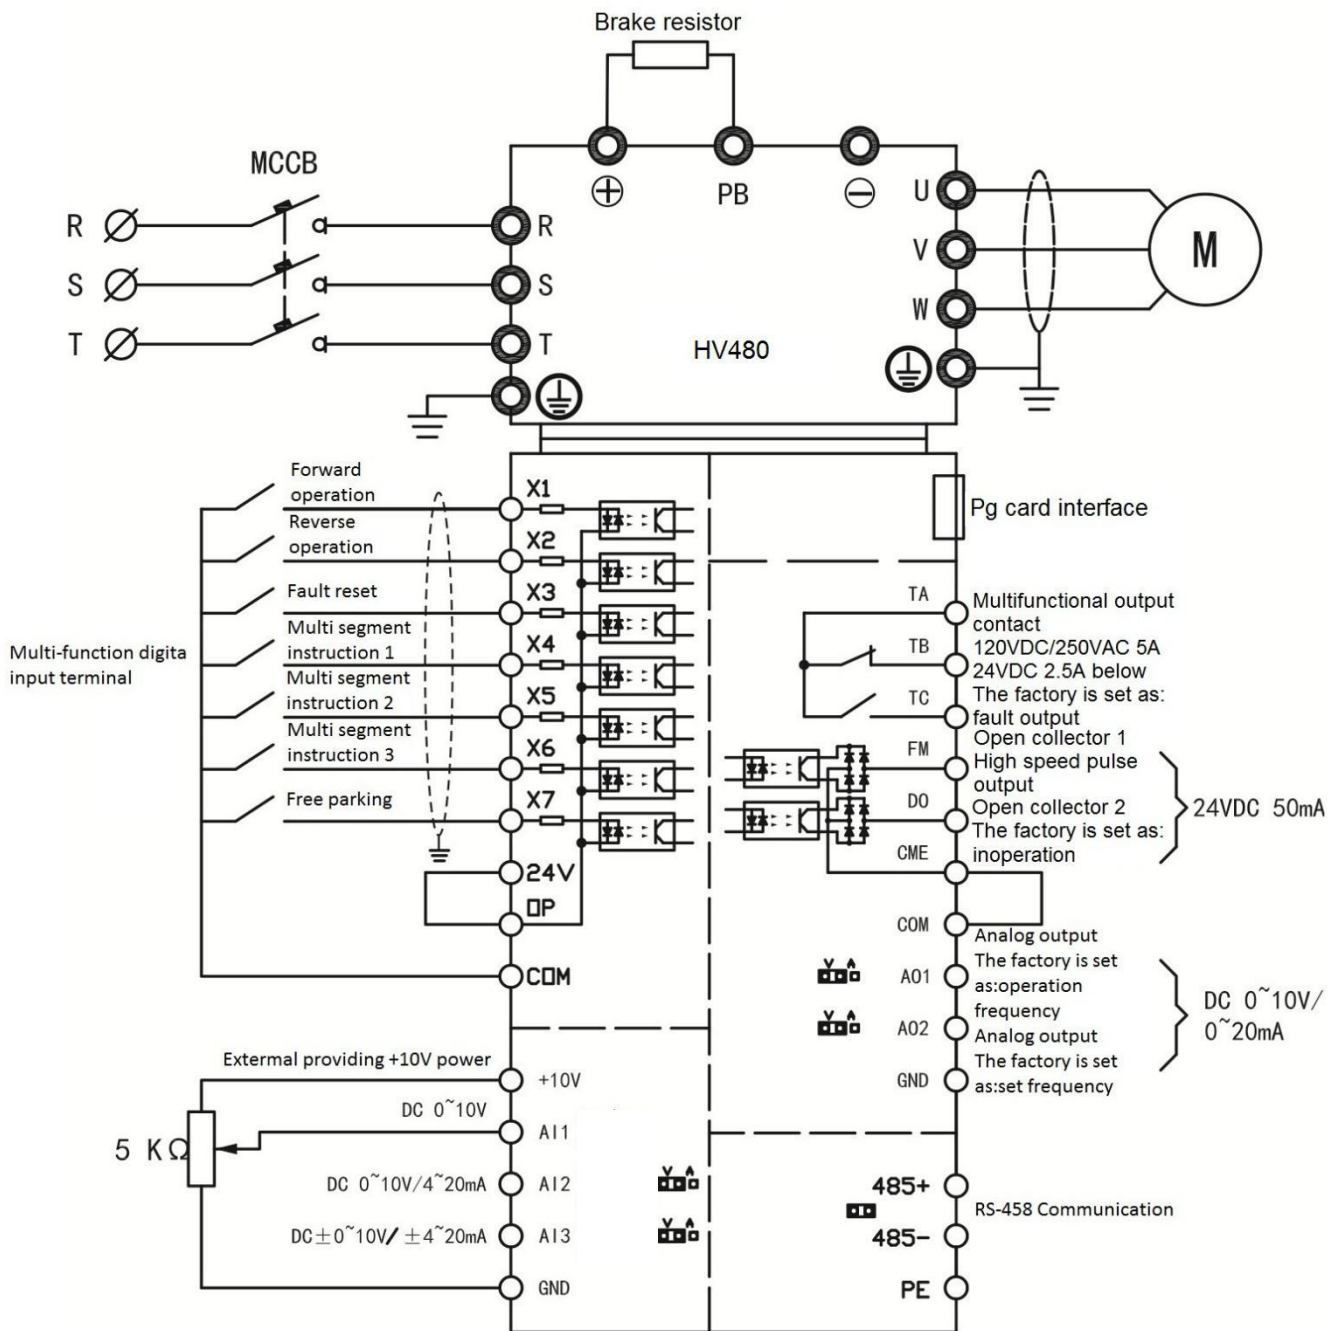 Brake resistor
MCCB
⊕
PB
⊖
U
R
R
V
M
S
S
W
T
T
HV480
Forward
operation
X1
Pg card interface
Reverse
operation
X2
Fault reset
X3
TA
Multifunctional output
contact
Multi segment
instruction 1
X4
TB
120VDC/250VAC 5A
24VDC 2.5A below
Multi-function digita
input terminal
Multi segment
instruction 2
X5
TC
The factory is set as:
fault output
Multi segment
instruction 3
X6
FM
Open collector 1
High speed pulse
output
Free parking
X7
DO
Open collector 2
The factory is set as:
inoperation
24VDC 50mA
24V
CME
OP
COM
COM
Analog output
The factory is set
as:operation
frequency
V A
AO1
V A
AO2
Analog output
The factory is set
as:set frequency
DC 0~10V/
0~20mA
GND
External providing +10V power
+10V
5 KΩ
DC 0~10V
AI1
DC 0~10V/4~20mA
AI2
V A
DC±0~10V/ ±4~20mA
AI3
V A
GND
485+
RS-458 Communication
485-
PE